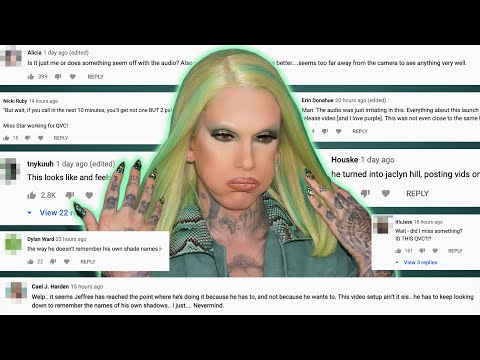 Alicia 1 day ago (edited)
Is it just me or does something seem off with the audio? Also
better....seems too far away from the camera to see anything very well.
399 REPLY
Nicki Ruby 14 hours ago
"But wait, if you call in the next 10 minutes, you'll get not one BUT 2 p
Miss Star working for QVC!
15 REPLY
Erin Donahue 20 hours ago (edited)
Man. The audio was just irritating in this. Everything about this launch
elease video [and I love purple]. This was not even close to the same l
tnykuuh 1 day ago (edited)
This looks like and feels
2.8K
View 22
Houske 1 day ago
he turned into jaclyn hill, posting vids on
REPLY
Dylan Ward 23 hours ago
the way he doesn't remember his own shade names i-
22 REPLY
itsJess 18 hours ago
Wait - did I miss something?
IS THIS QVC?!?
161 REPLY
View 3 replies
Cael J. Harden 15 hours ago
Welp.. it seems Jeffree has reached the point where he's doing it because he has to, and not because he wants to. This video setup ain't it sis.. he has to keep looking
down to remember the names of his own shadows.. I just.... Nevermind.
61 REPLY